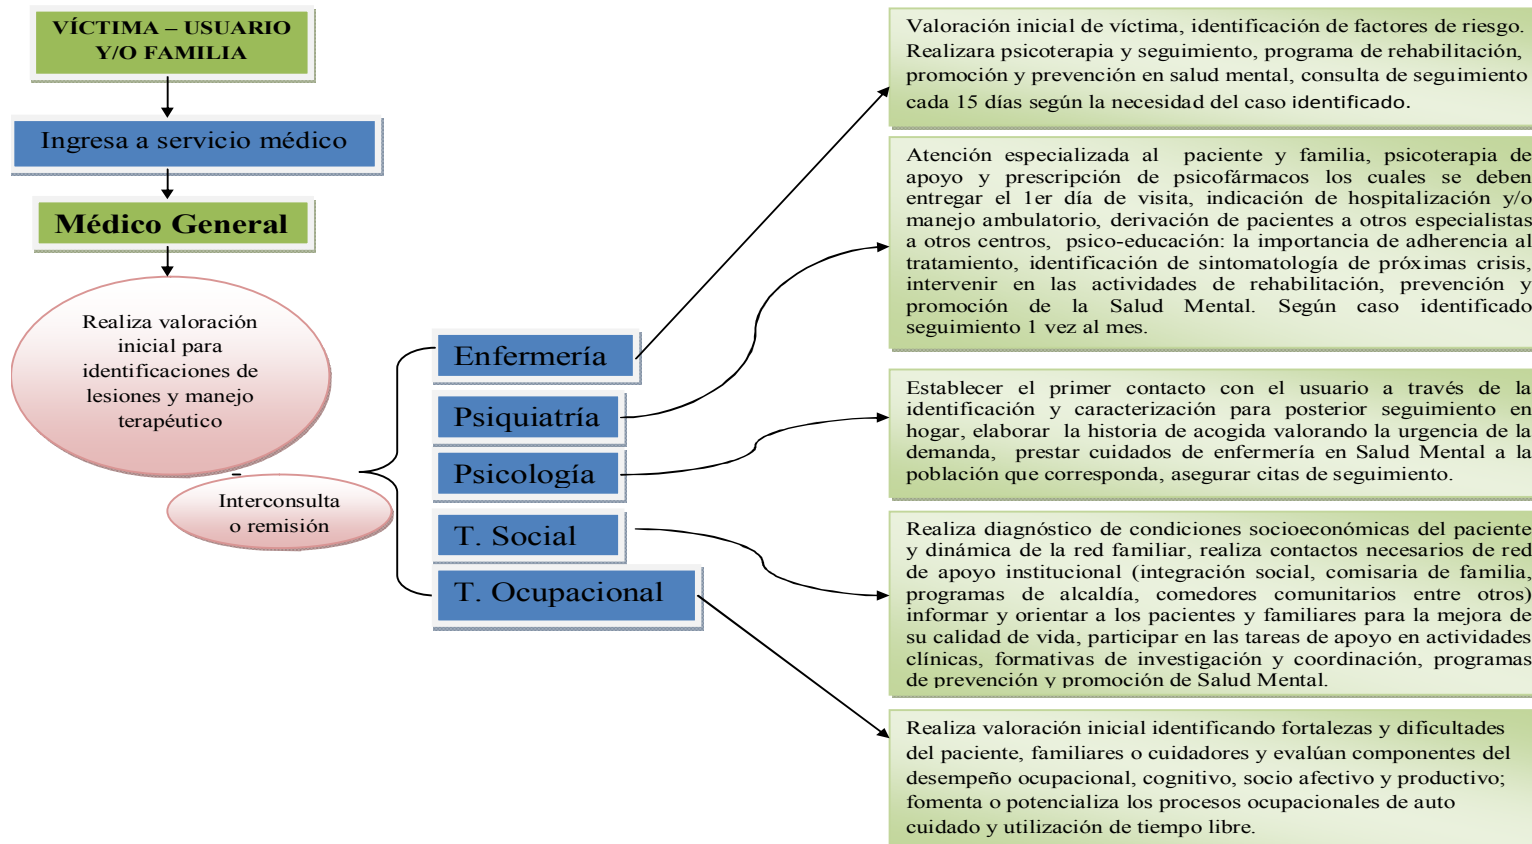 VÍCTIMA – USUARIO
Y/O FAMILIA
Ingresa a servicio médico
Médico General
Realiza valoración
inicial para
identificaciones de
lesiones y manejo
terapéutico
Interconsulta
o remisión
Enfermería
Psiquiatría
Psicología
T. Social
T. Ocupacional
Valoración inicial de víctima, identificación de factores de riesgo.
Realizara psicoterapia y seguimiento, programa de rehabilitación,
promoción y prevención en salud mental, consulta de seguimiento
cada 15 días según la necesidad del caso identificado.
Atención especializada al paciente y familia, psicoterapia de
apoyo y prescripción de psicofármacos los cuales se deben
entregar el 1er día de visita, indicación de hospitalización y/o
manejo ambulatorio, derivación de pacientes a otros especialistas
a otros centros, psico-educación: la importancia de adherencia al
tratamiento, identificación de sintomatología de próximas crisis,
intervenir en las actividades de rehabilitación, prevención y
promoción de la Salud Mental. Según caso identificado
seguimiento 1 vez al mes.
Establecer el primer contacto con el usuario a través de la
identificación y caracterización para posterior seguimiento en
hogar, elaborar la historia de acogida valorando la urgencia de la
demanda, prestar cuidados de enfermería en Salud Mental a la
población que corresponda, asegurar citas de seguimiento.
Realiza diagnóstico de condiciones socioeconómicas del paciente
y dinámica de la red familiar, realiza contactos necesarios de red
de apoyo institucional (integración social, comisaria de familia,
programas de alcaldía, comedores comunitarios entre otros)
informar y orientar a los pacientes y familiares para la mejora de
su calidad de vida, participar en las tareas de apoyo en actividades
clínicas, formativas de investigación y coordinación, programas
de prevención y promoción de Salud Mental.
Realiza valoración inicial identificando fortalezas y dificultades
del paciente, familiares o cuidadores y evalúan componentes del
desempeño ocupacional, cognitivo, socio afectivo y productivo;
fomenta o potencializa los procesos ocupacionales de auto
cuidado y utilización de tiempo libre.